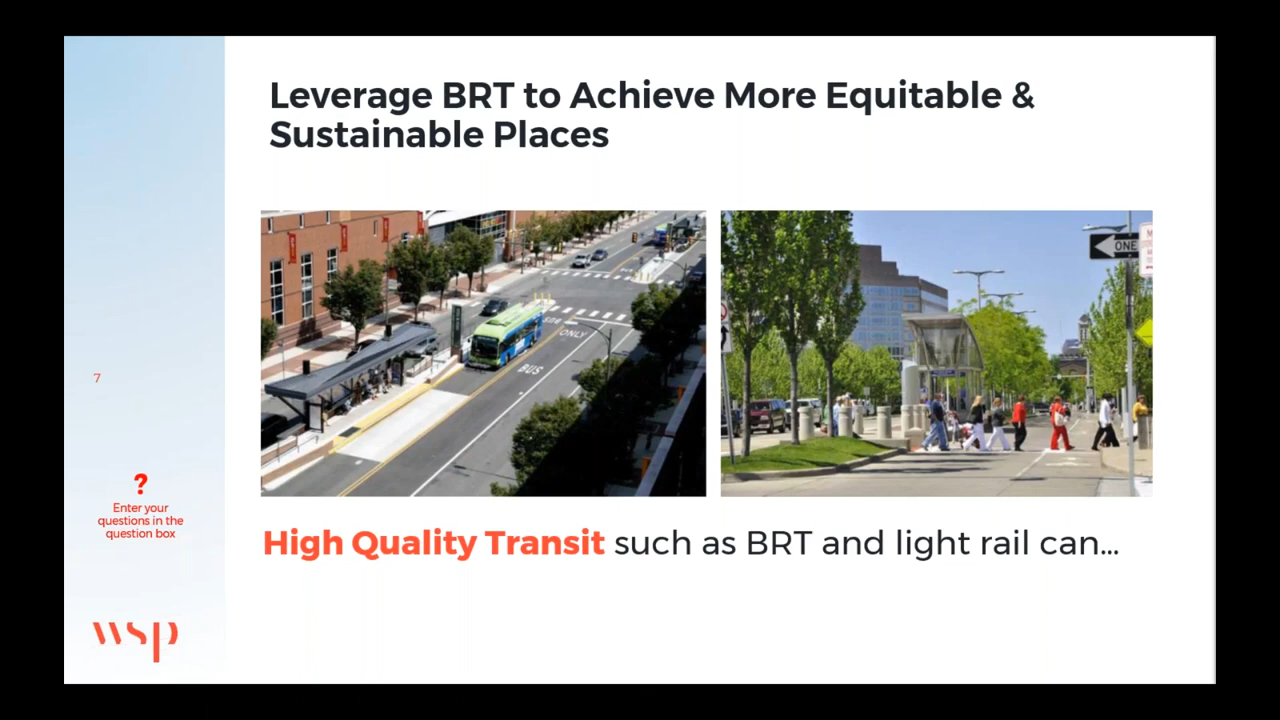 Leverage BRT to Achieve More Equitable &
Sustainable Places
BUS
ONLY
ONE
High Quality Transit such as BRT and light rail can...
7
?
Enter your
questions in the
question box
wsp